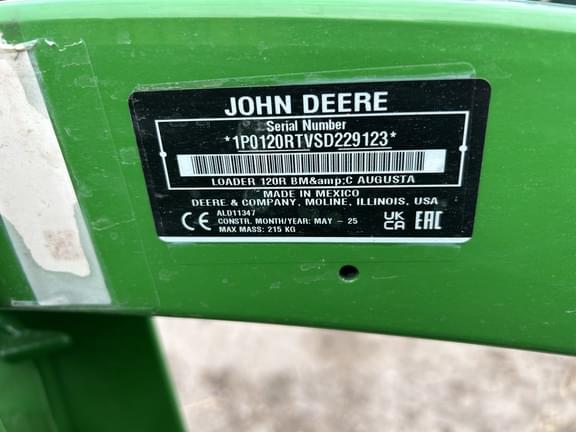 JOHN DEERE
Serial Number
*1P0120RTVSD229123*
LOADER 120R BM&amp;C AUGUSTA
MADE IN MEXICO
DEERE & COMPANY, MOLINE, ILLINOIS, USA
ALD11347
CE CONSTR. MONTH/YEAR: MAY - 25 UK CA EAC
MAX MASS: 215 KG